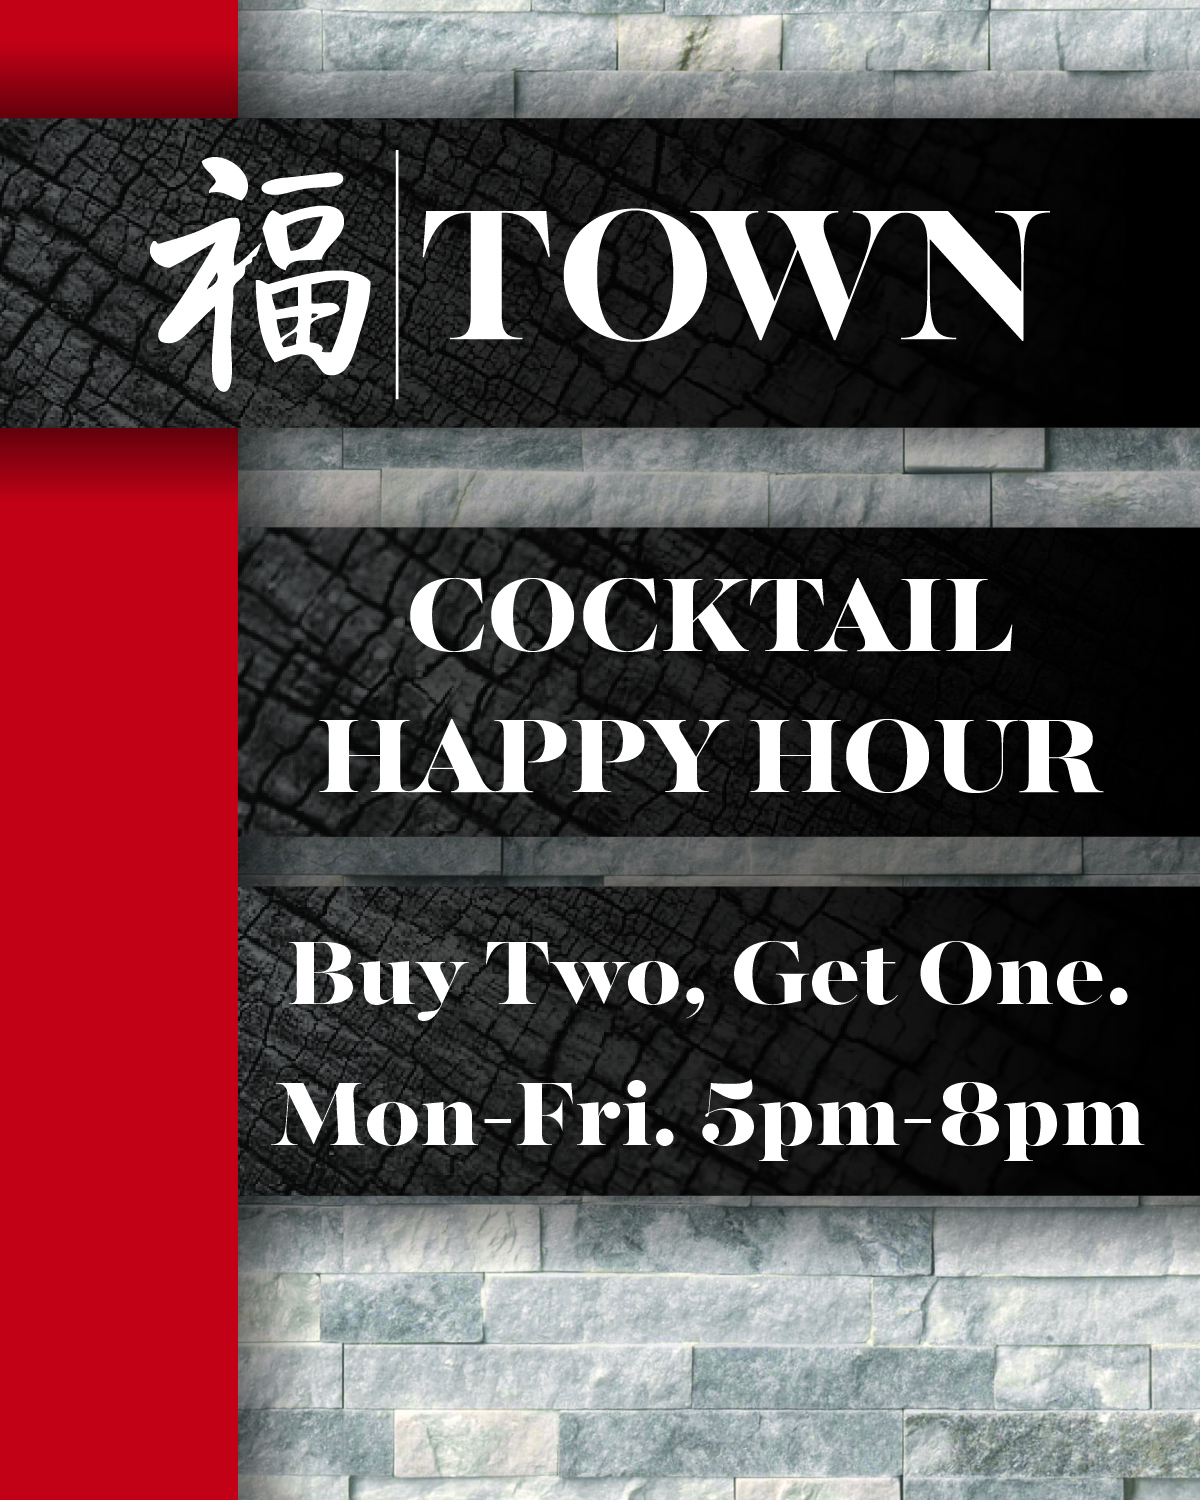 福 TOWN
COCKTAIL
HAPPY HOUR
Buy Two, Get One.
Mon-Fri. 5pm-8pm